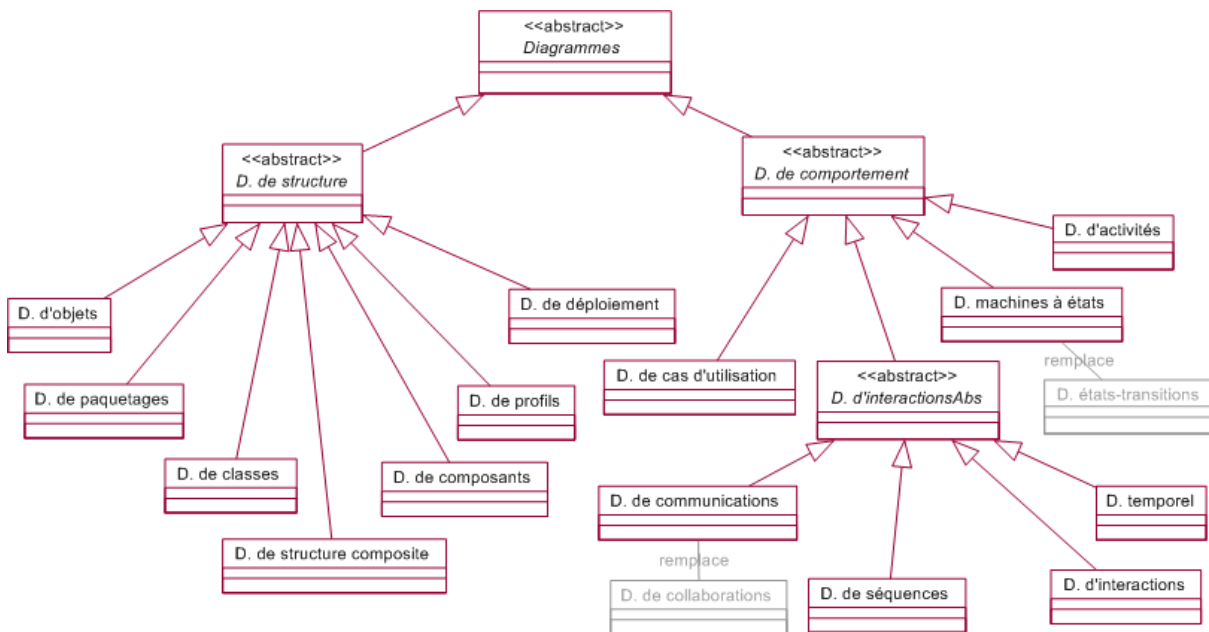 <<abstract>>
Diagrammes
<<abstract>>
D. de structure
<<abstract>>
D. de comportement
D. d'activités
D. d'objets
D. de déploiement
D. machines à états
remplace
D. de cas d'utilisation
<<abstract>>
D. d'interactionsAbs
D. états-transitions
D. de paquetages
D. de profils
D. de classes
D. de composants
D. de communications
D. temporel
D. de structure composite
remplace
D. de collaborations
D. de séquences
D. d'interactions